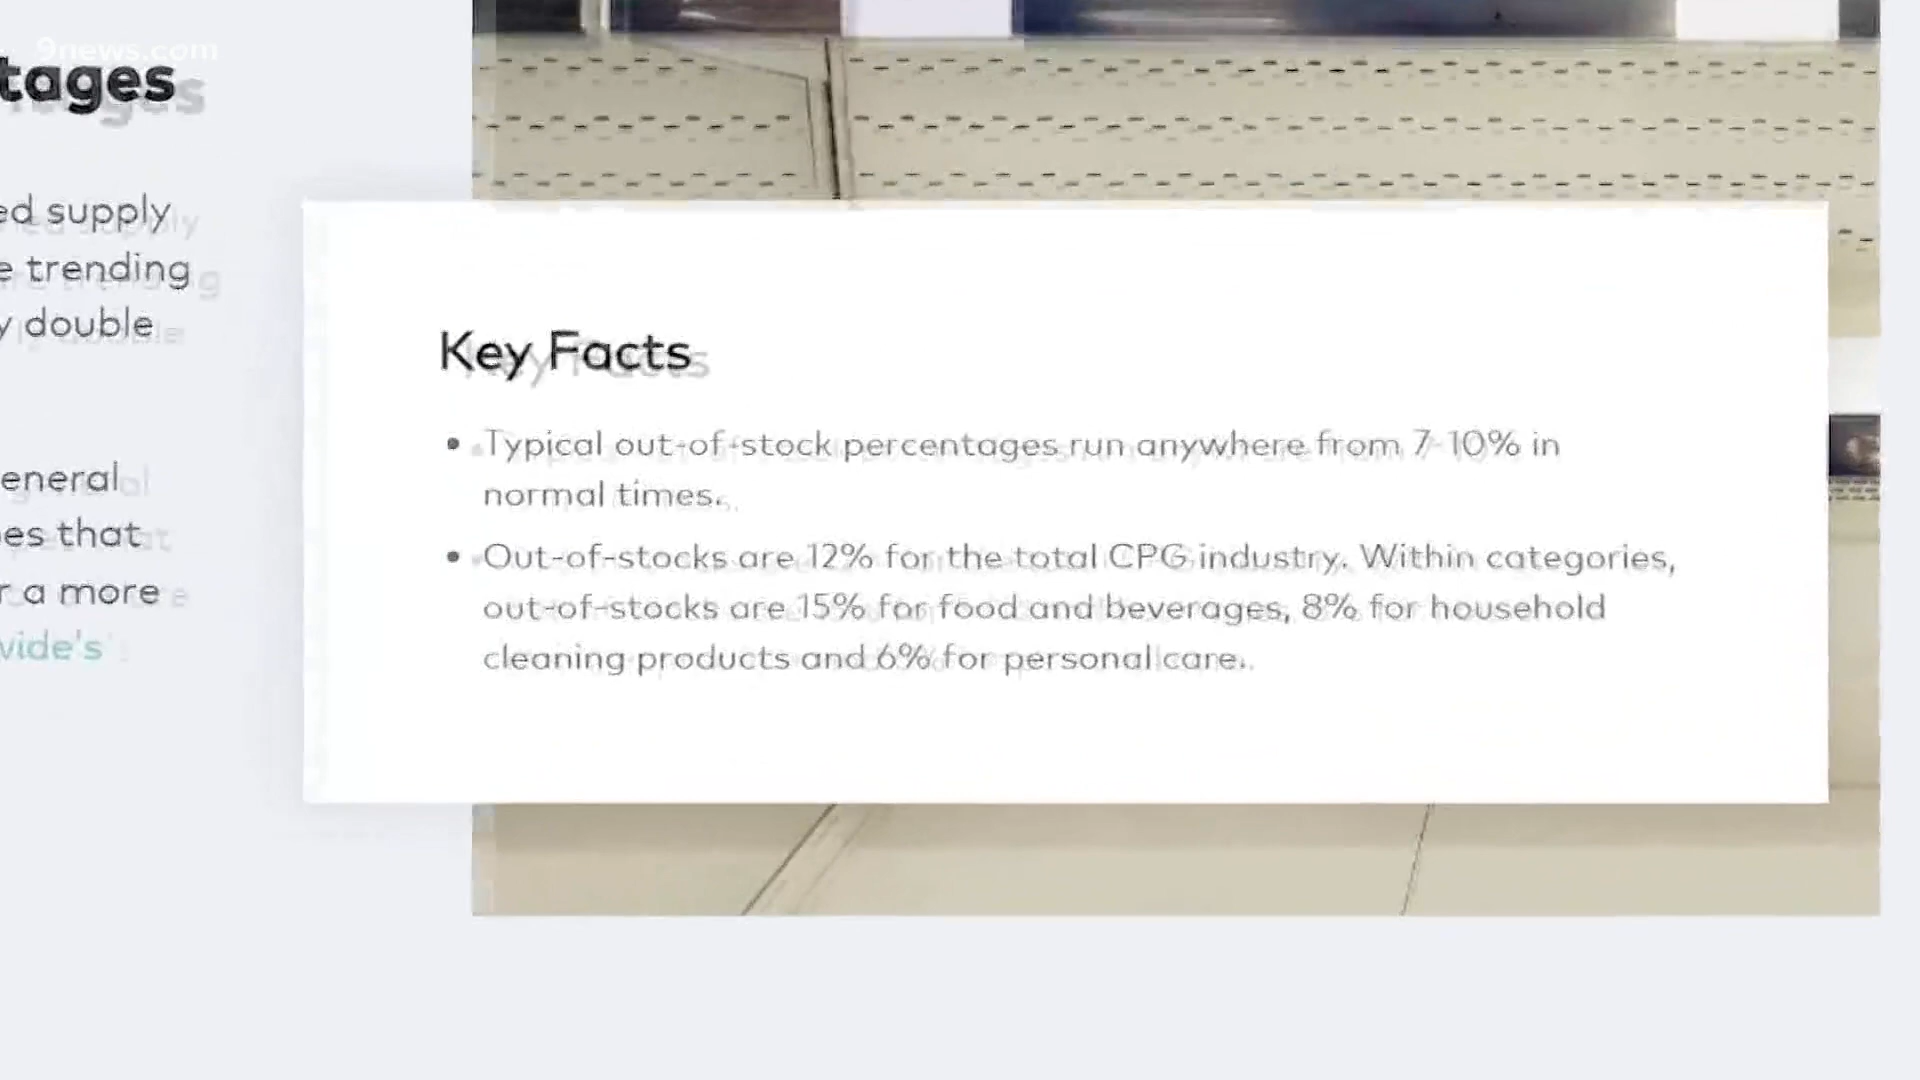 9news.com
tages
ed supply
e trending
y double
eneral
es that
r a more
vide's
Key Facts
• Typical out-of-stock percentages run anywhere from 7-10% in
normal times.
• Out-of-stocks are 12% for the total CPG industry. Within categories,
out-of-stocks are 15% for food and beverages, 8% for household
cleaning products and 6% for personal care.